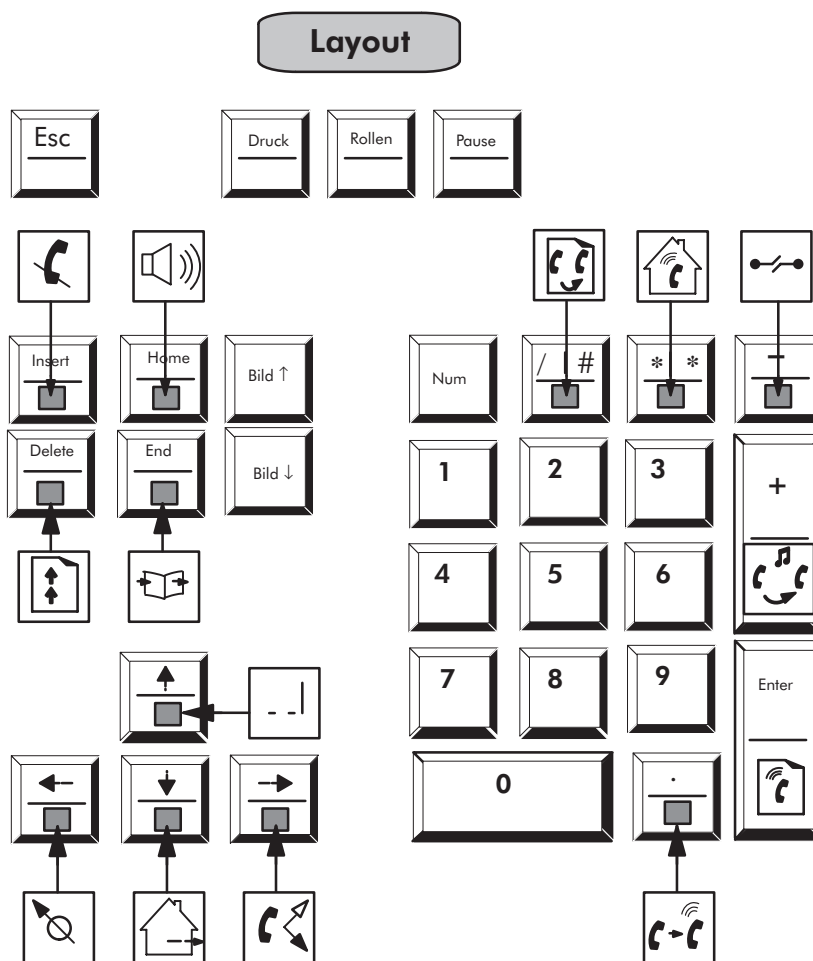 Layout
Esc Druck Rollen Pause
Insert Home Bild ↑ Num / # * * −
Delete End Bild ↓ 1 2 3 +
4 5 6
7 8 9 Enter
0 .